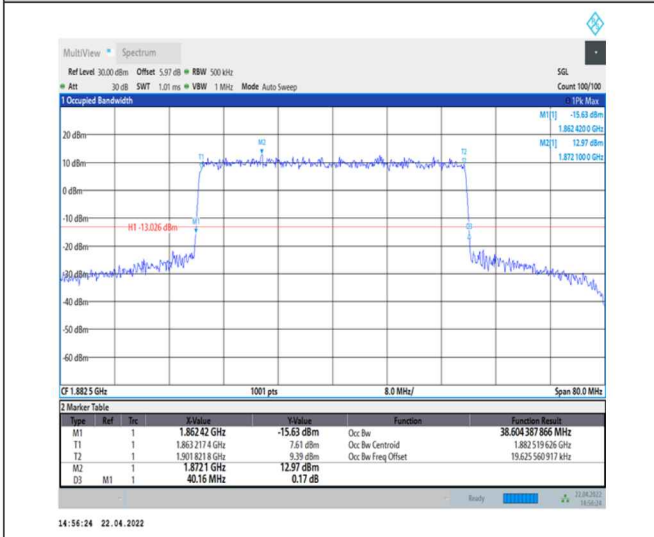 MultiView Spectrum
Ref Level 30.00 dBm Offset 5.97 dB RBW 500 kHz SGL
Att 30 dB SWT 1.01 ms VBW 1 MHz Mode Auto Sweep Count 100/100
1 Occupied Bandwidth 1Pk Max
M1[1] -15.63 dBm
1.862 420 0 GHz
M2[1] 12.97 dBm
1.872 100 0 GHz
20 dBm
M2
T1 T2
10 dBm
0 dBm
-10 dBm
H1 -13.026 dBm M1 D3
-20 dBm
-30 dBm
-40 dBm
-50 dBm
-60 dBm
CF 1.882 5 GHz 1001 pts 8.0 MHz/ Span 80.0 MHz
2 Marker Table
Type Ref Trc X-Value Y-Value Function Function Result
M1 1 1.862 42 GHz -15.63 dBm Occ Bw 38.604 387 866 MHz
T1 1 1.863 217 4 GHz 7.61 dBm Occ Bw Centroid 1.882 519 626 GHz
T2 1 1.901 821 8 GHz 9.39 dBm Occ Bw Freq Offset 19.625 560 917 kHz
M2 1 1.872 1 GHz 12.97 dBm
D3 M1 1 40.16 MHz 0.17 dB
Ready 22.04.2022
14:56:24
14:56:24 22.04.2022